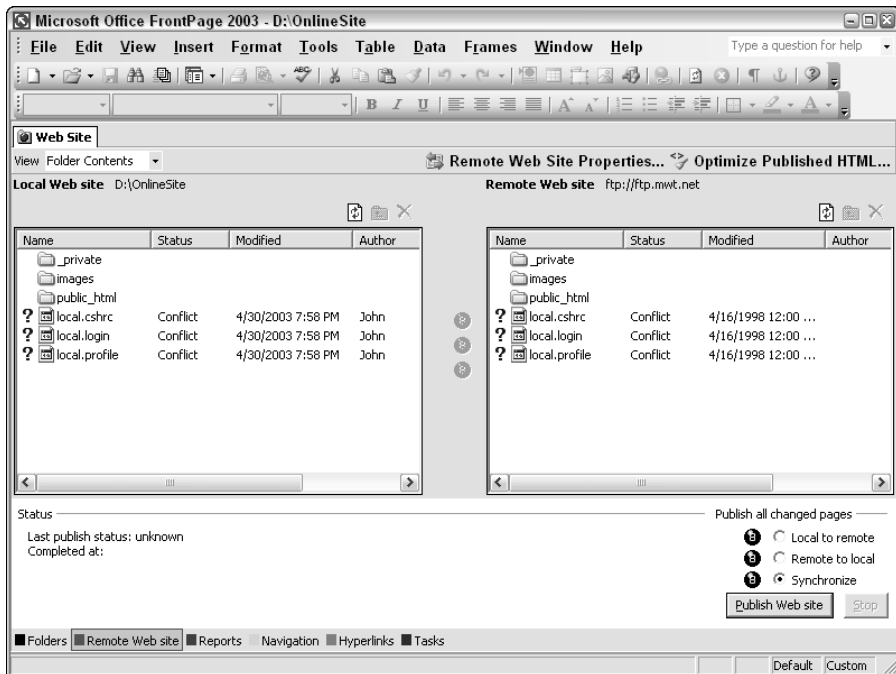 Microsoft Office FrontPage 2003 - D:\OnlineSite
File Edit View Insert Format Tools Table Data Frames Window Help Type a question for help
Web Site
View Folder Contents Remote Web Site Properties... Optimize Published HTML...
Local Web site D:\OnlineSite Remote Web site ftp://ftp.mwt.net
Name Status Modified Author Name Status Modified Author
_private _private
images images
public_html public_html
? local.cshrc Conflict 4/30/2003 7:58 PM John ? local.cshrc Conflict 4/16/1998 12:00 ...
? local.login Conflict 4/30/2003 7:58 PM John ? local.login Conflict 4/16/1998 12:00 ...
? local.profile Conflict 4/30/2003 7:58 PM John ? local.profile Conflict 4/16/1998 12:00 ...
Status Publish all changed pages
Last publish status: unknown Local to remote
Completed at: Remote to local
Synchronize
Publish Web site Stop
Folders Remote Web site Reports Navigation Hyperlinks Tasks
Default Custom